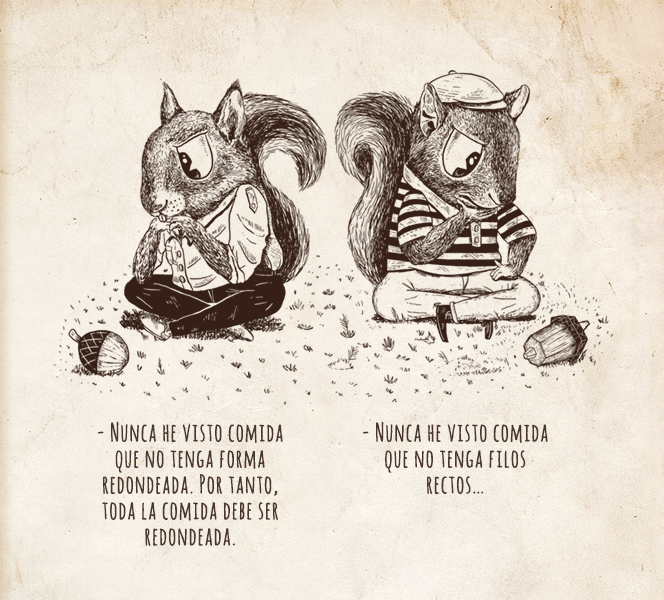 - Nunca he visto comida
que no tenga forma
redondeada. Por tanto,
toda la comida debe ser
redondeada.
- Nunca he visto comida
que no tenga filos
rectos...